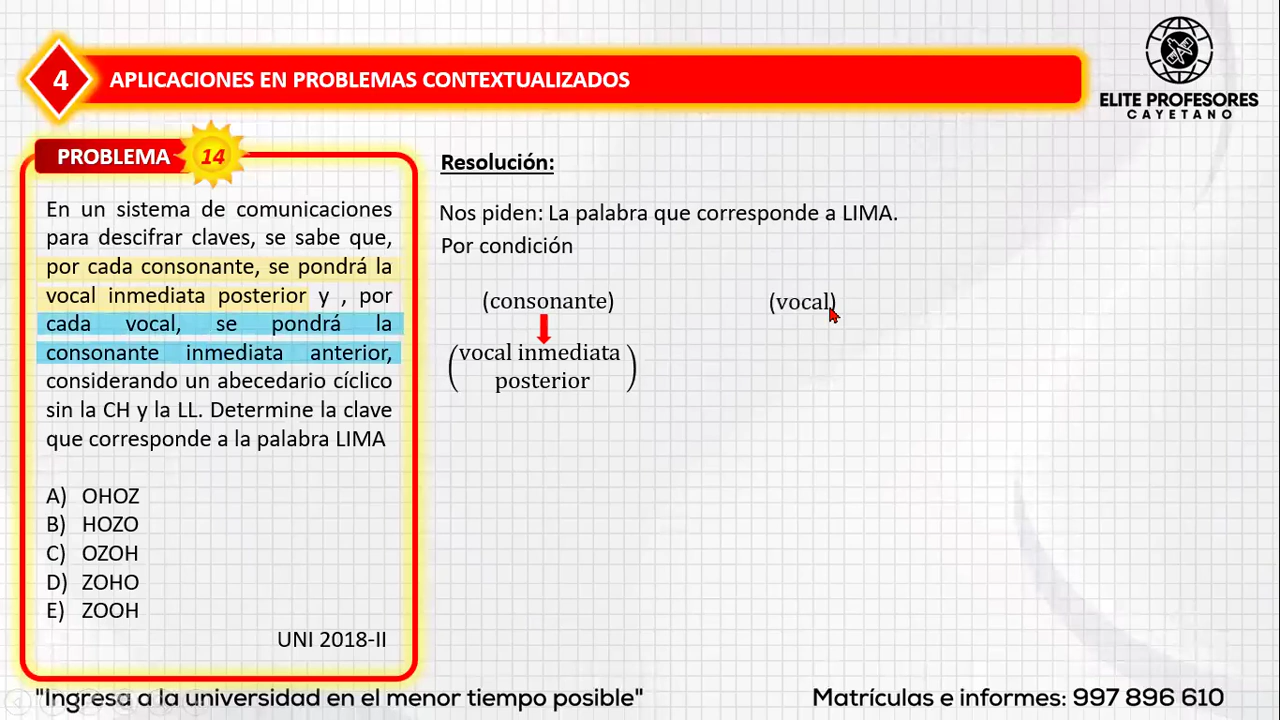 4
APLICACIONES EN PROBLEMAS CONTEXTUALIZADOS
ELITE PROFESORES
CAYETANO
PROBLEMA 14
En un sistema de comunicaciones
para descifrar claves, se sabe que,
por cada consonante, se pondrá la
vocal inmediata posterior y , por
cada vocal, se pondrá la
consonante inmediata anterior,
considerando un abecedario cíclico
sin la CH y la LL. Determine la clave
que corresponde a la palabra LIMA
A) OHOZ
B) HOZO
C) OZOH
D) ZOHO
E) ZOOH
UNI 2018-II
Resolución:
Nos piden: La palabra que corresponde a LIMA.
Por condición
(consonante) (vocal)
(vocal inmediata
posterior)
"Ingresa a la universidad en el menor tiempo posible"
Matrículas e informes: 997 896 610